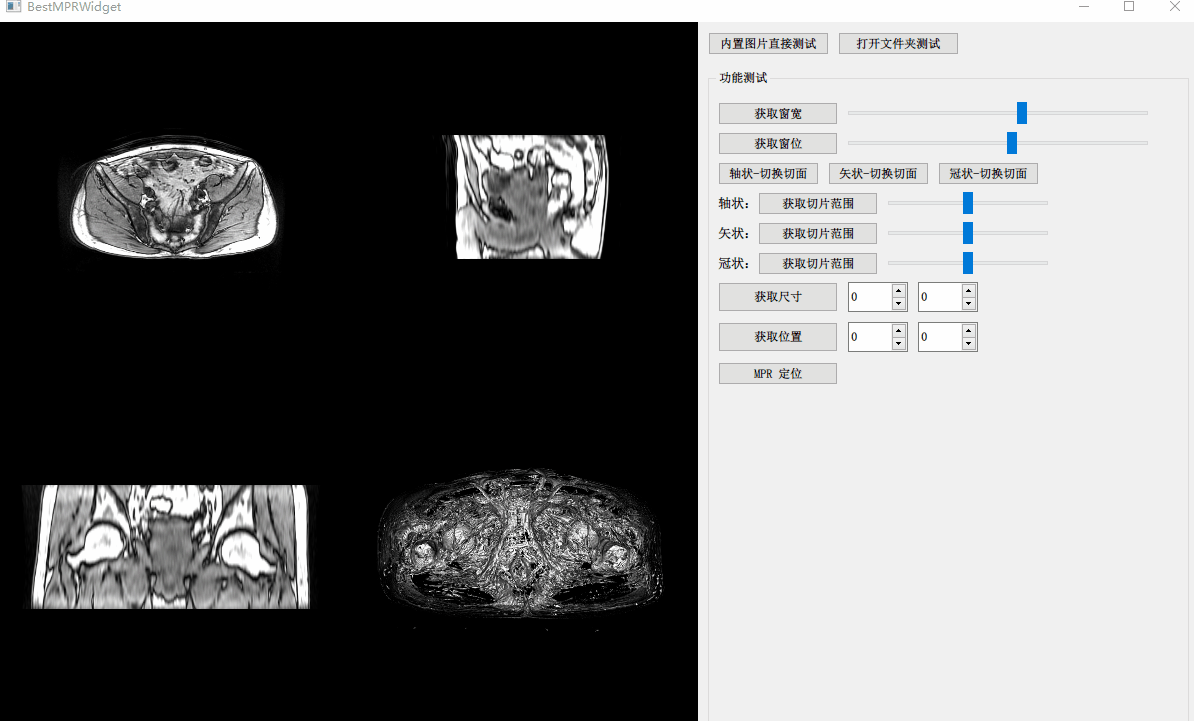 BestMPRWidget
内置图片直接测试 打开文件夹测试
功能测试
获取窗宽
获取窗位
轴状-切换切面 矢状-切换切面 冠状-切换切面
轴状： 获取切片范围
矢状： 获取切片范围
冠状： 获取切片范围
获取尺寸 0 0
获取位置 0 0
MPR 定位